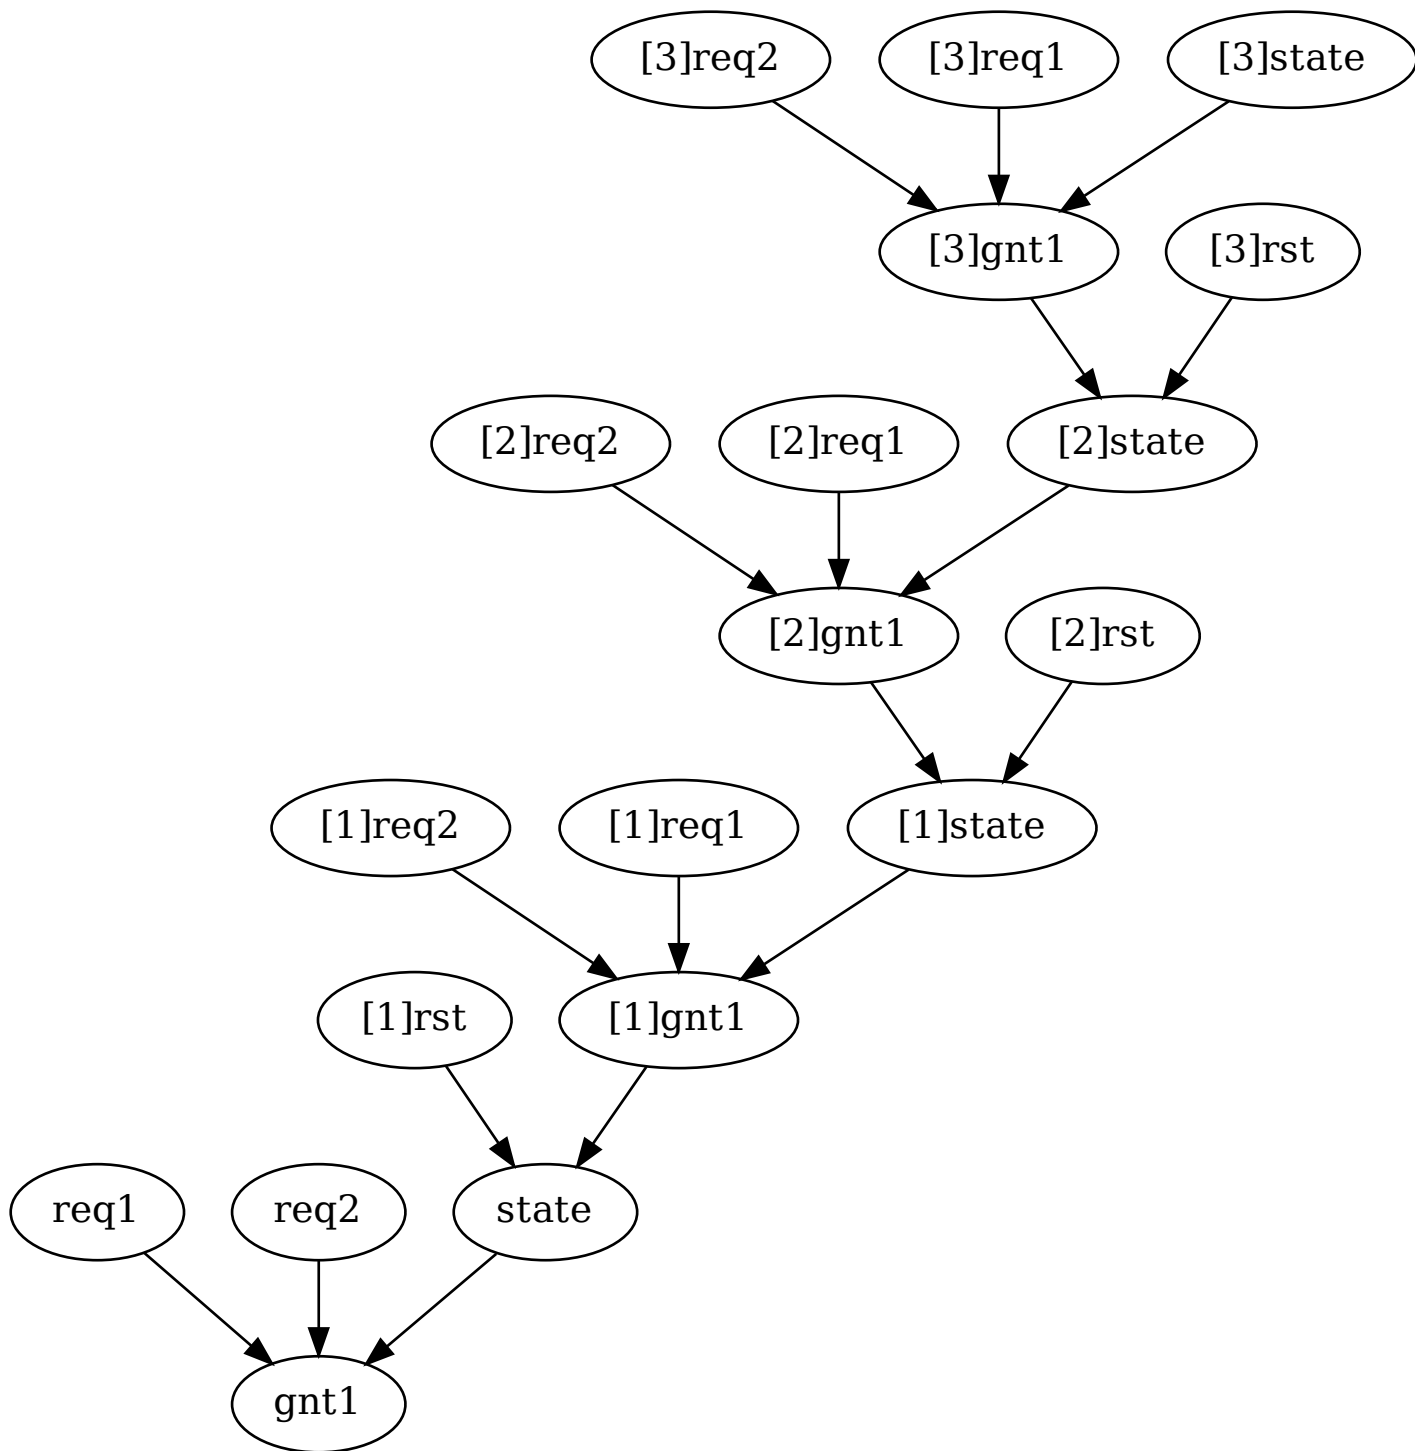 [3]req2 [3]req1 [3]state
[3]gnt1 [3]rst
[2]req2 [2]req1 [2]state
[2]gnt1 [2]rst
[1]req2 [1]req1 [1]state
[1]rst [1]gnt1
req1 req2 state
gnt1